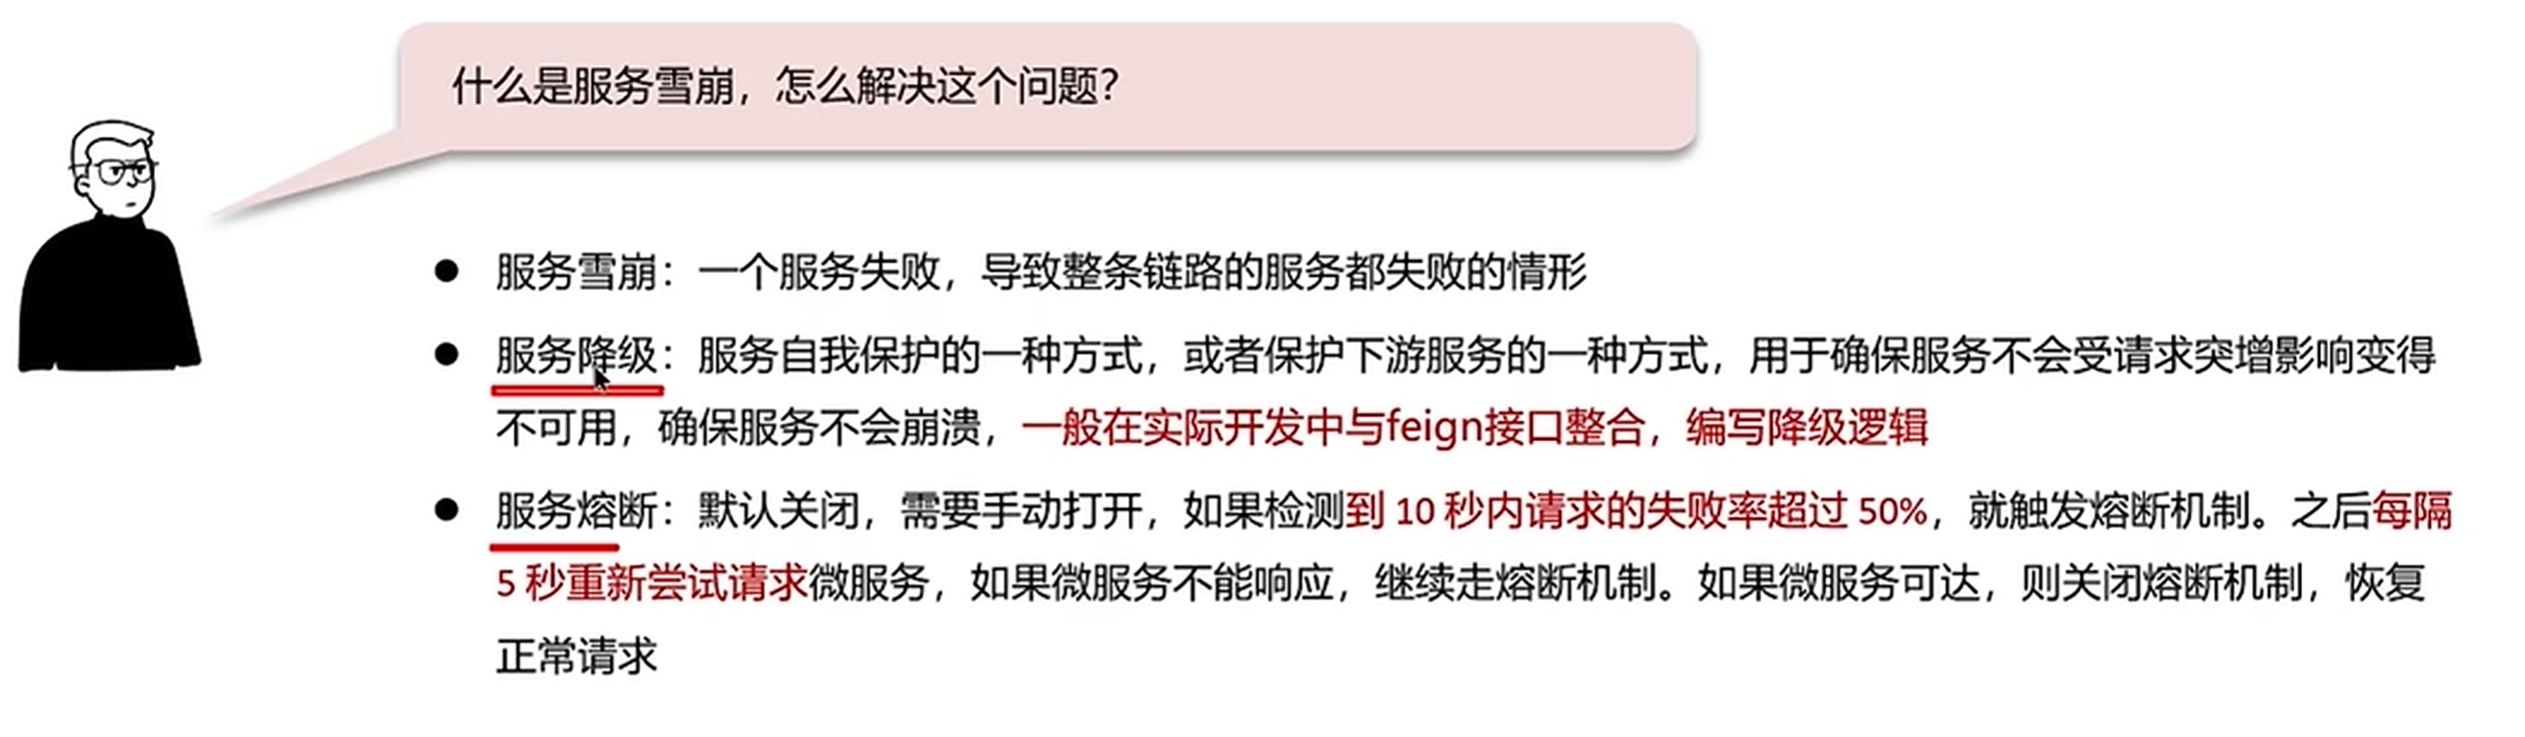 什么是服务雪崩，怎么解决这个问题？
● 服务雪崩：一个服务失败，导致整条链路的服务都失败的情形
● 服务降级：服务自我保护的一种方式，或者保护下游服务的一种方式，用于确保服务不会受请求突增影响变得
不可用，确保服务不会崩溃，一般在实际开发中与feign接口整合，编写降级逻辑
● 服务熔断：默认关闭，需要手动打开，如果检测到 10 秒内请求的失败率超过 50%，就触发熔断机制。之后每隔
5 秒重新尝试请求微服务，如果微服务不能响应，继续走熔断机制。如果微服务可达，则关闭熔断机制，恢复
正常请求